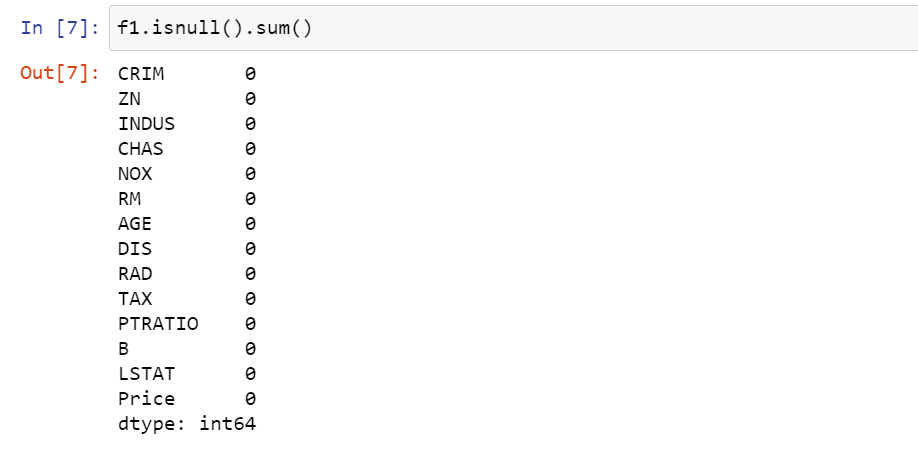 In [7]: f1.isnull().sum()
Out[7]: CRIM 0
ZN 0
INDUS 0
CHAS 0
NOX 0
RM 0
AGE 0
DIS 0
RAD 0
TAX 0
PTRATIO 0
B 0
LSTAT 0
Price 0
dtype: int64